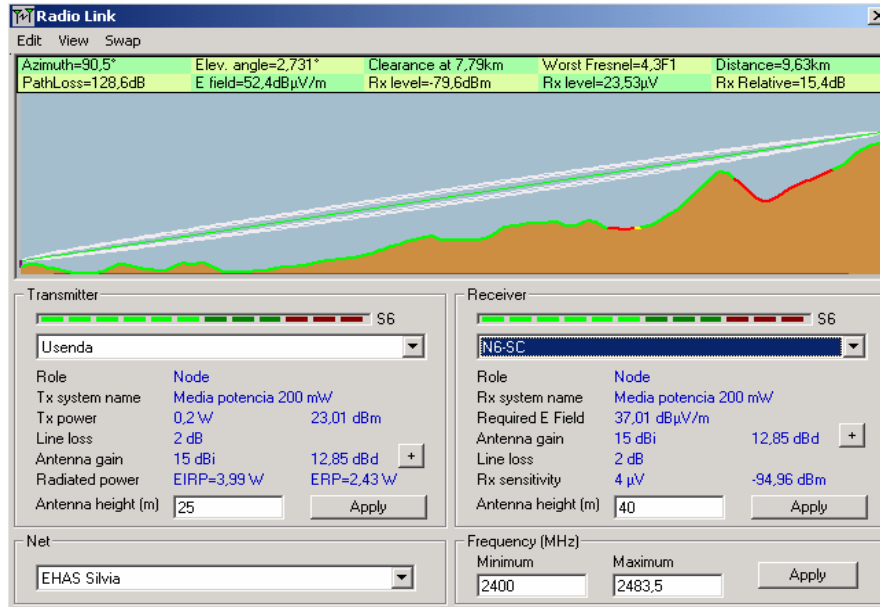 Radio Link
Edit View Swap
Azimuth=90,5° Elev. angle=2,731° Clearance at 7,79km Worst Fresnel=4,3F1 Distance=9,63km
PathLoss=128,6dB E field=52,4dBµV/m Rx level=-79,6dBm Rx level=23,53µV Rx Relative=15,4dB
Transmitter
S6
Usenda
Role Node
Tx system name Media potencia 200 mW
Tx power 0,2 W 23,01 dBm
Line loss 2 dB
Antenna gain 15 dBi 12,85 dBd +
Radiated power EIRP=3,99 W ERP=2,43 W
Antenna height (m) 25 Apply
Receiver
S6
N6-SC
Role Node
Rx system name Media potencia 200 mW
Required E Field 37,01 dBµV/m
Antenna gain 15 dBi 12,85 dBd +
Line loss 2 dB
Rx sensitivity 4 µV -94,96 dBm
Antenna height (m) 40 Apply
Net
EHAS Silvia
Frequency (MHz)
Minimum Maximum
2400 2483,5 Apply